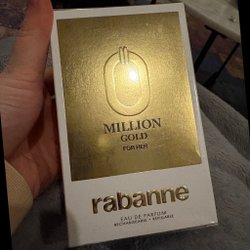 MILLION
GOLD
FOR HER
rabanne
EAU DE PARFUM
RECHARGEABLE • REFILLABLE